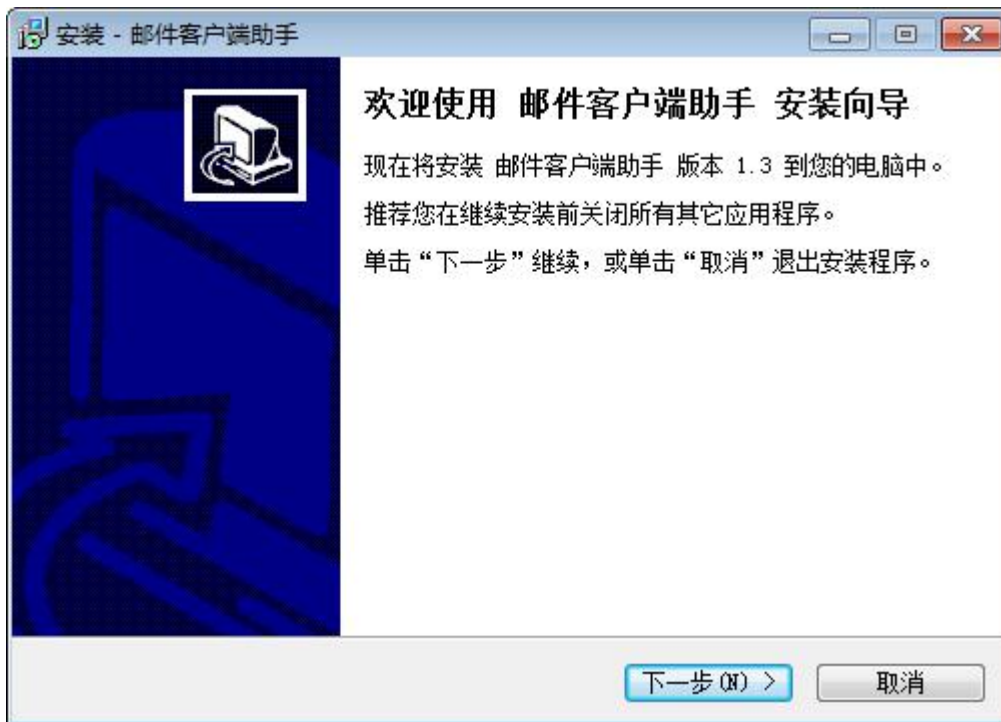 安装 - 邮件客户端助手
欢迎使用 邮件客户端助手 安装向导
现在将安装 邮件客户端助手 版本 1.3 到您的电脑中。
推荐您在继续安装前关闭所有其它应用程序。
单击“下一步”继续，或单击“取消”退出安装程序。
下一步(N) >
取消